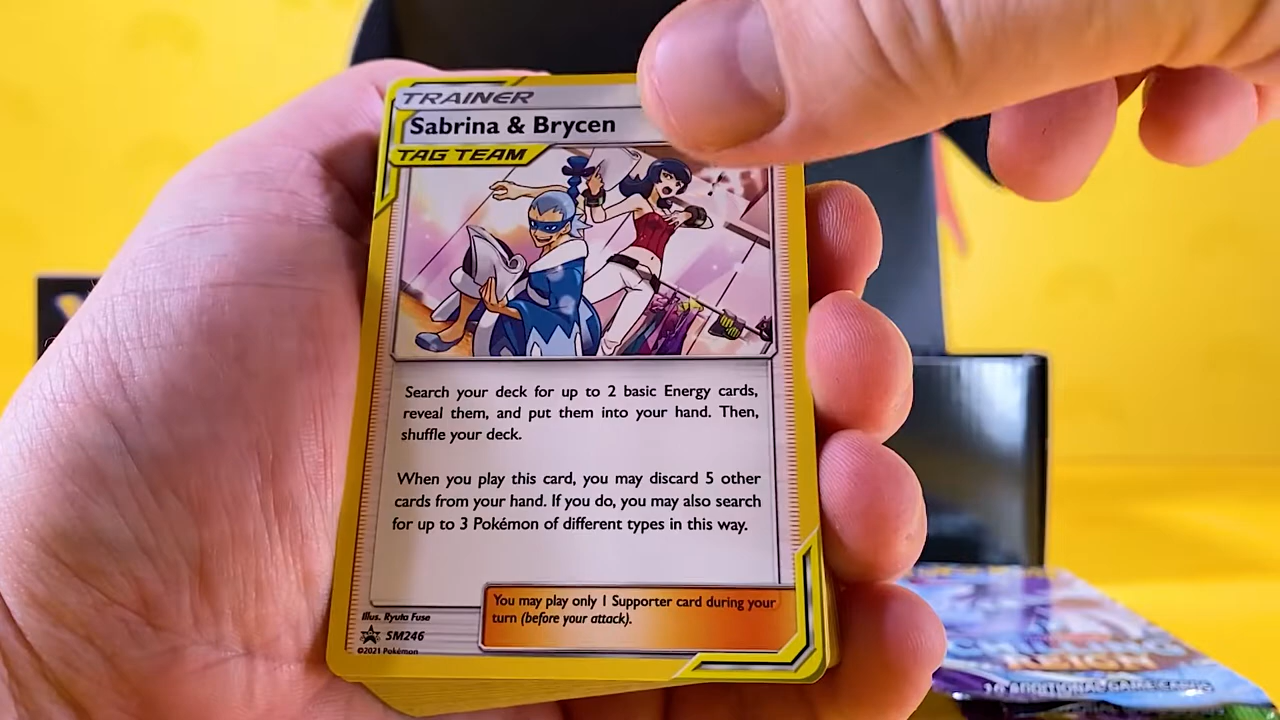 TRAINER
Sabrina & Brycen
TAG TEAM
Search your deck for up to 2 basic Energy cards,
reveal them, and put them into your hand. Then,
shuffle your deck.
When you play this card, you may discard 5 other
cards from your hand. If you do, you may also search
for up to 3 Pokémon of different types in this way.
You may play only 1 Supporter card during your
turn (before your attack).
Illus. Ryuta Fuse
SM246
©2021 Pokémon
REIGN
10 ADDITIONAL GAME CARDS